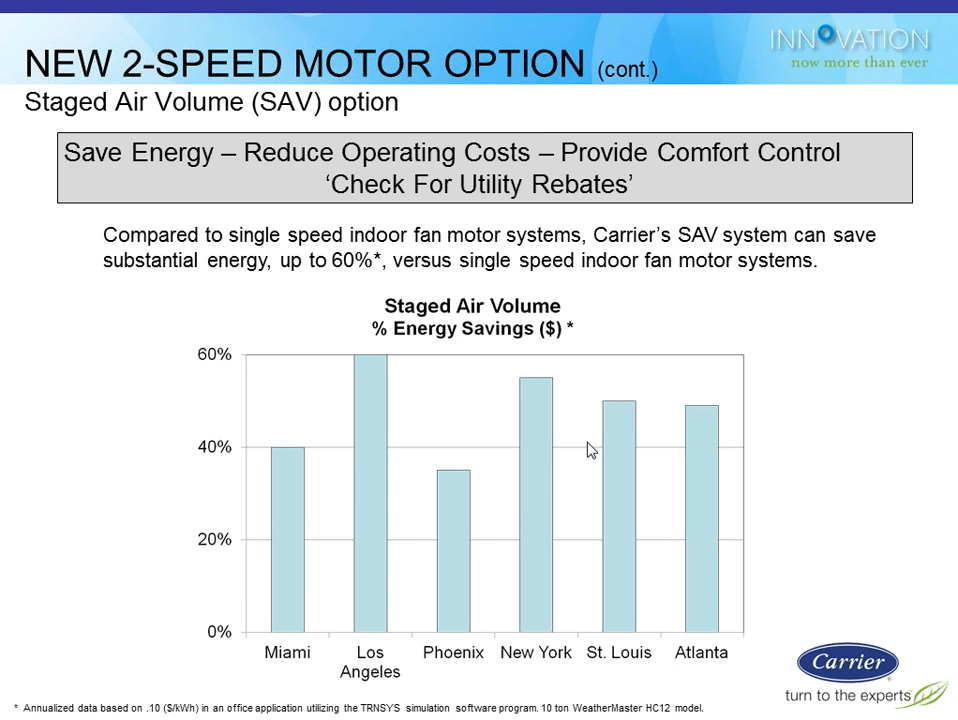 INNOVATION
now more than ever
NEW 2-SPEED MOTOR OPTION (cont.)
Staged Air Volume (SAV) option
Save Energy – Reduce Operating Costs – Provide Comfort Control
‘Check For Utility Rebates’
Compared to single speed indoor fan motor systems, Carrier’s SAV system can save
substantial energy, up to 60%*, versus single speed indoor fan motor systems.
Staged Air Volume
% Energy Savings ($) *
60%
40%
20%
0%
Miami
Los
Angeles
Phoenix
New York
St. Louis
Atlanta
Carrier
turn to the experts
* Annualized data based on .10 ($/kWh) in an office application utilizing the TRNSYS simulation software program. 10 ton WeatherMaster HC12 model.